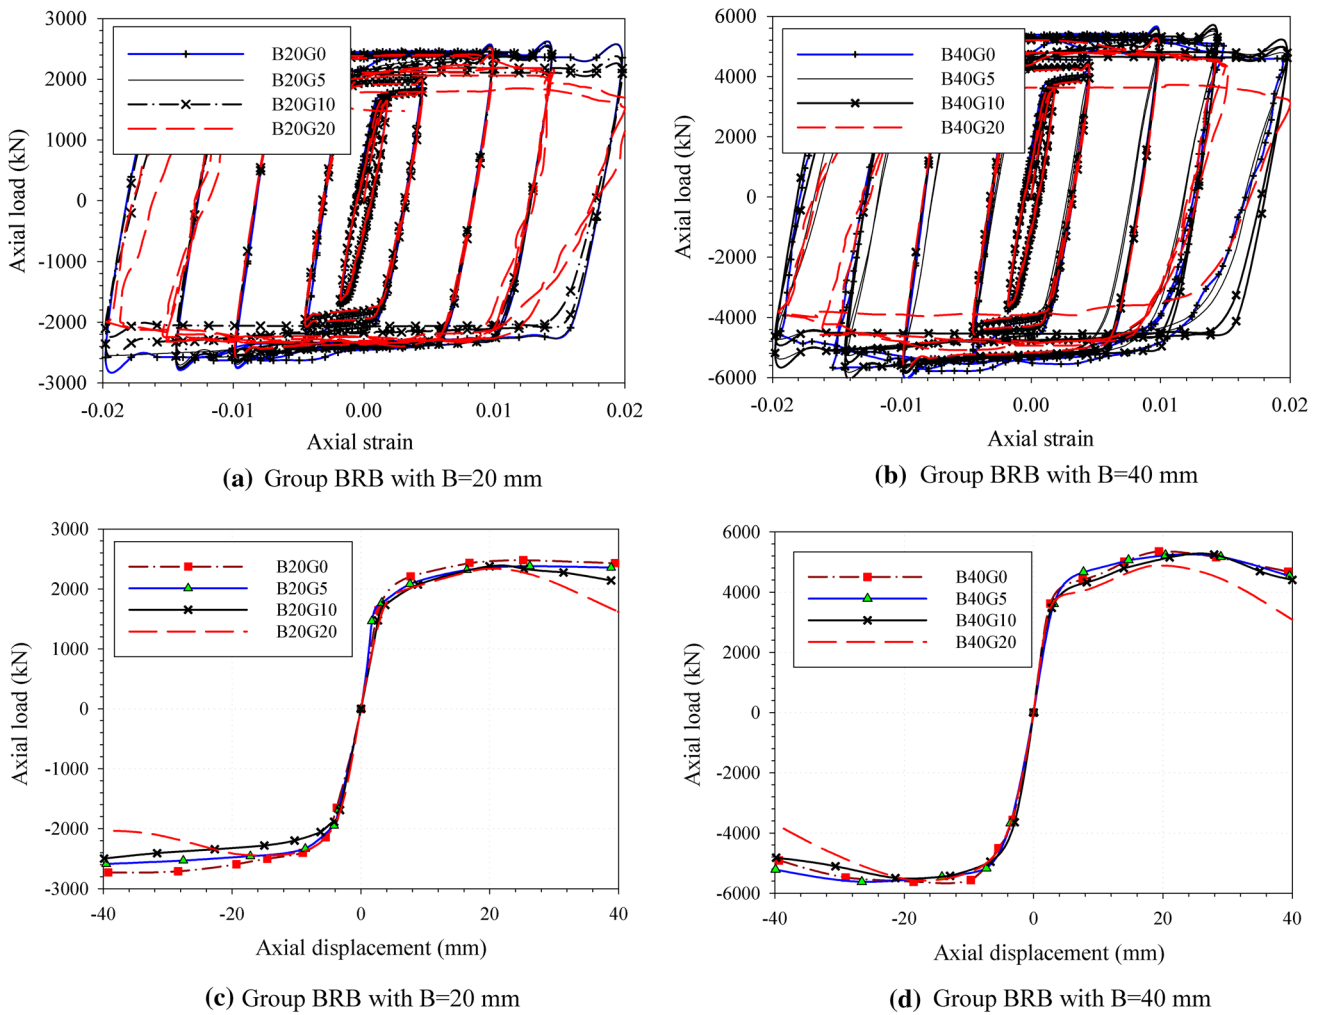 3000
2000
1000
0
-1000
-2000
-3000
Axial load (kN)
B20G0
B20G5
B20G10
B20G20
-0.02
-0.01
0.00
0.01
0.02
Axial strain
(a) Group BRB with B=20 mm
6000
4000
2000
0
-2000
-4000
-6000
Axial load (kN)
B40G0
B40G5
B40G10
B40G20
-0.02
-0.01
0.00
0.01
0.02
Axial strain
(b) Group BRB with B=40 mm
3000
2000
1000
0
-1000
-2000
-3000
Axial load (kN)
B20G0
B20G5
B20G10
B20G20
-40
-20
0
20
40
Axial displacement (mm)
(c) Group BRB with B=20 mm
6000
4000
2000
0
-2000
-4000
-6000
Axial load (kN)
B40G0
B40G5
B40G10
B40G20
-40
-20
0
20
40
Axial displacement (mm)
(d) Group BRB with B=40 mm